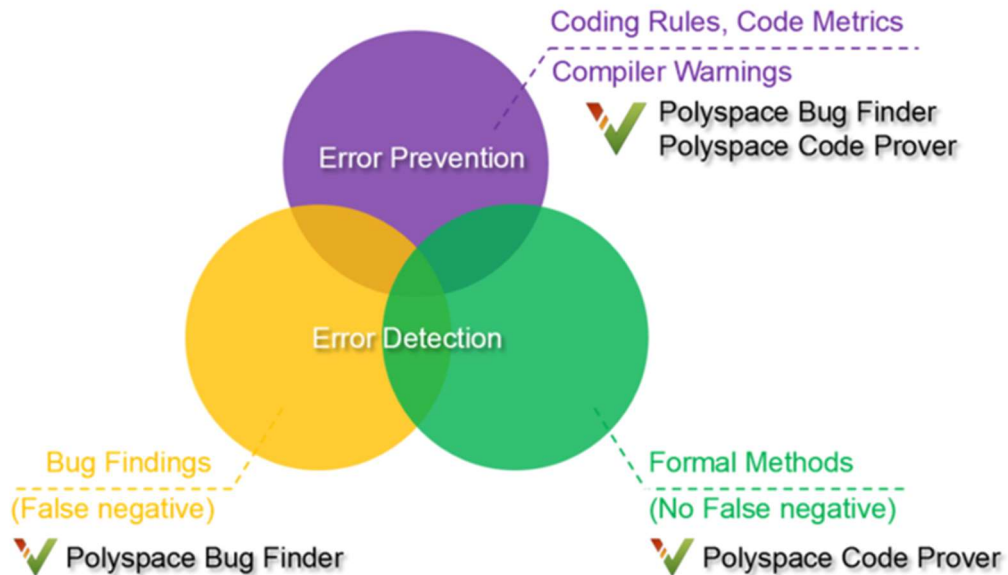 Coding Rules, Code Metrics
Compiler Warnings
Polyspace Bug Finder
Polyspace Code Prover
Error Prevention
Error Detection
Bug Findings
(False negative)
Polyspace Bug Finder
Formal Methods
(No False negative)
Polyspace Code Prover